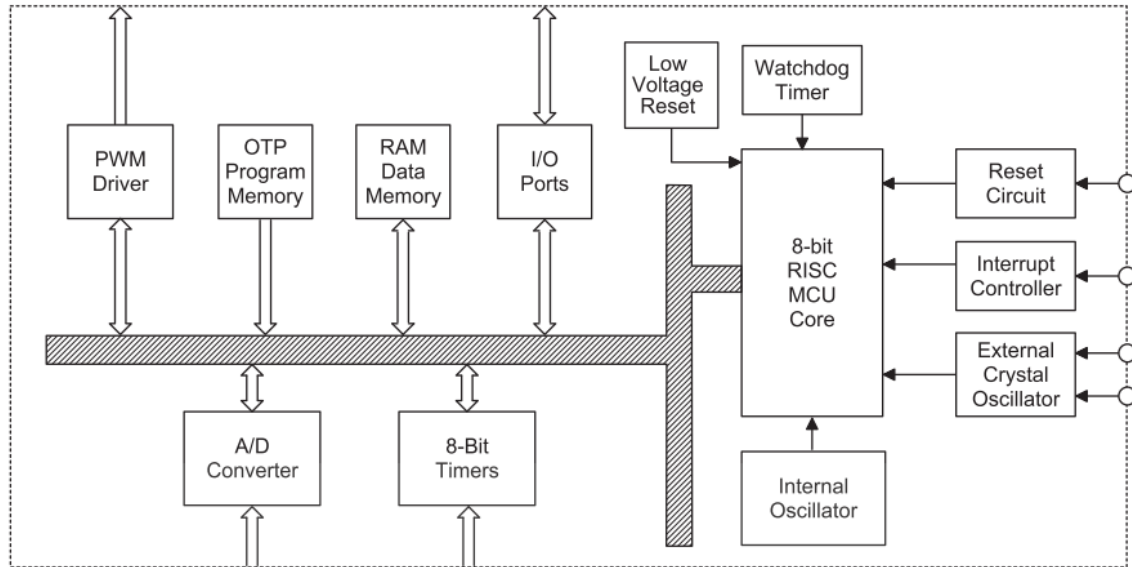 Low
Voltage
Reset
Watchdog
Timer
PWM
Driver
OTP
Program
Memory
RAM
Data
Memory
I/O
Ports
8-bit
RISC
MCU
Core
Reset
Circuit
Interrupt
Controller
External
Crystal
Oscillator
A/D
Converter
8-Bit
Timers
Internal
Oscillator